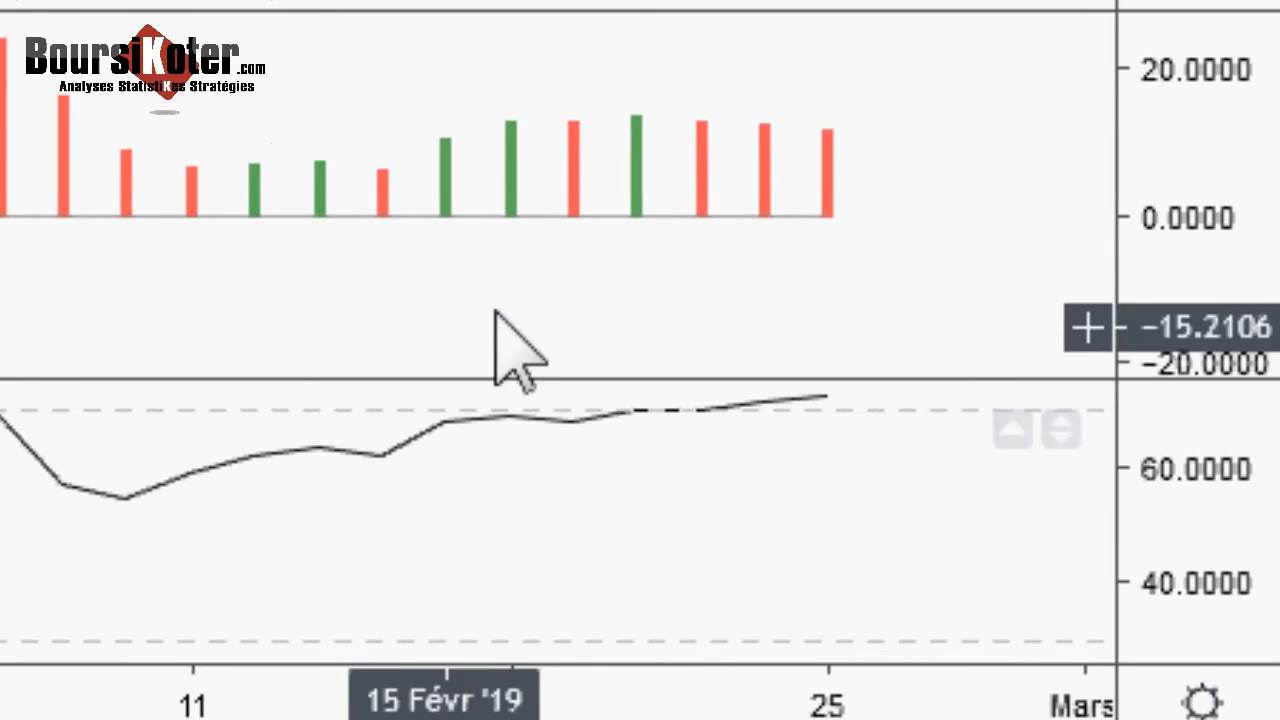 BoursiKoter.com
Analyses StatistiKes Stratégies
20.0000
0.0000
−15.2106
−20.0000
60.0000
40.0000
11
15 Févr '19
25
Mars